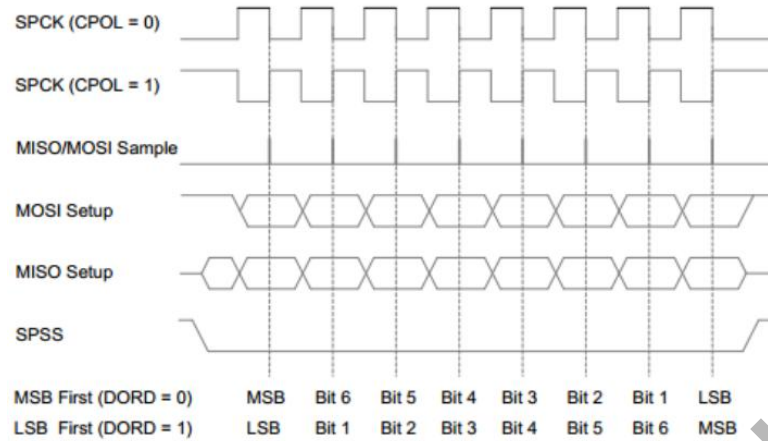 SPCK (CPOL = 0)
SPCK (CPOL = 1)
MISO/MOSI Sample
MOSI Setup
MISO Setup
SPSS
MSB First (DORD = 0) MSB Bit 6 Bit 5 Bit 4 Bit 3 Bit 2 Bit 1 LSB
LSB First (DORD = 1) LSB Bit 1 Bit 2 Bit 3 Bit 4 Bit 5 Bit 6 MSB